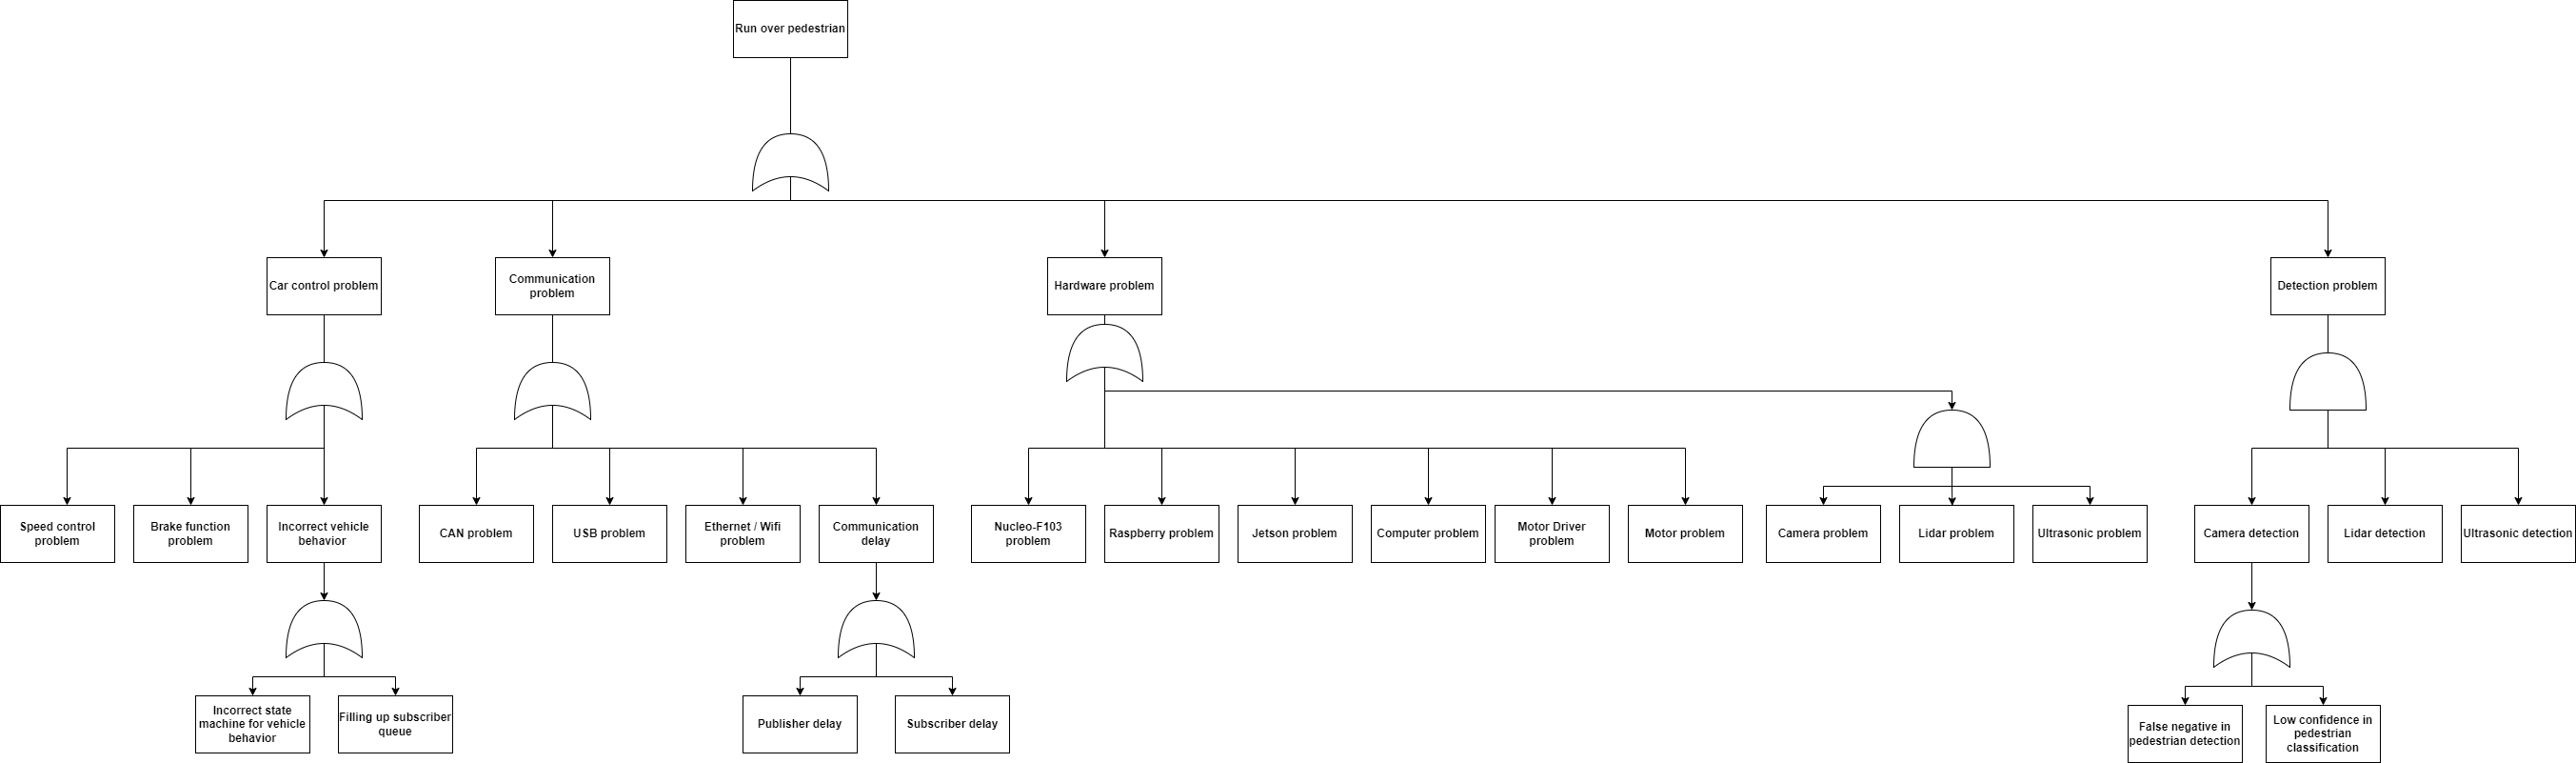 Run over pedestrian
Car control problem
Communication
problem
Hardware problem
Detection problem
Speed control
problem
Brake function
problem
Incorrect vehicle
behavior
CAN problem
USB problem
Ethernet / Wifi
problem
Communication
delay
Nucleo-F103
problem
Raspberry problem
Jetson problem
Computer problem
Motor Driver
problem
Motor problem
Camera problem
Lidar problem
Ultrasonic problem
Camera detection
Lidar detection
Ultrasonic detection
Incorrect state
machine for vehicle
behavior
Filling up subscriber
queue
Publisher delay
Subscriber delay
False negative in
pedestrian detection
Low confidence in
pedestrian
classification